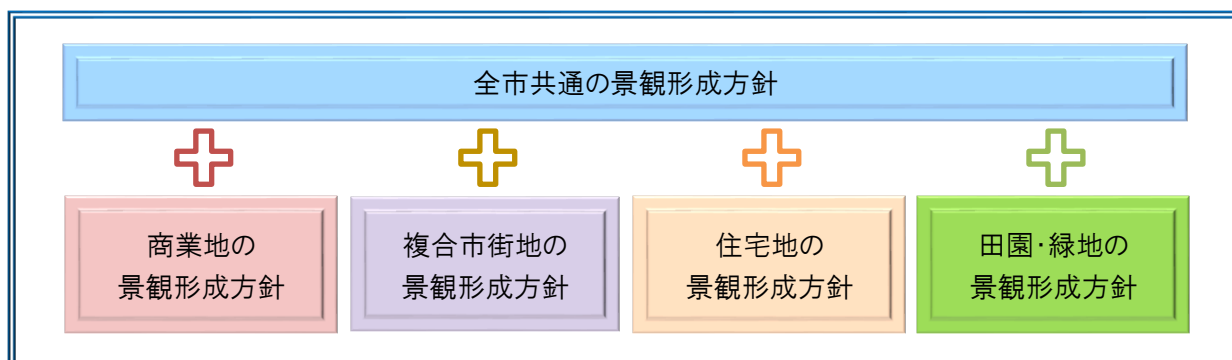 全市共通の景観形成方針
商業地の
景観形成方針
複合市街地の
景観形成方針
住宅地の
景観形成方針
田園・緑地の
景観形成方針